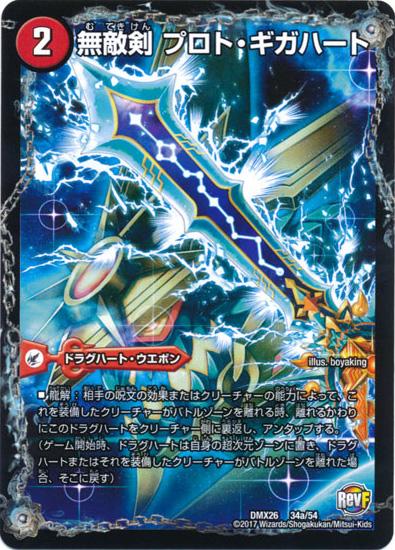 2
むてきけん
無敵剣 プロト・ギガハート
ドラグハート・ウエポン
illus. boyaking
■龍解：相手の呪文の効果またはクリーチャーの能力によって、こ
れを装備したクリーチャーがバトルゾーンを離れる時、離れるかわり
にこのドラグハートをクリーチャー側に裏返し、アンタップする。
(ゲーム開始時、ドラグハートは自身の超次元ゾーンに置き、ドラグ
ハートまたはそれを装備したクリーチャーがバトルゾーンを離れた場
合、そこに戻す)
RevF
DMX26 34a/54
©2017 Wizards/Shogakukan/Mitsui-Kids